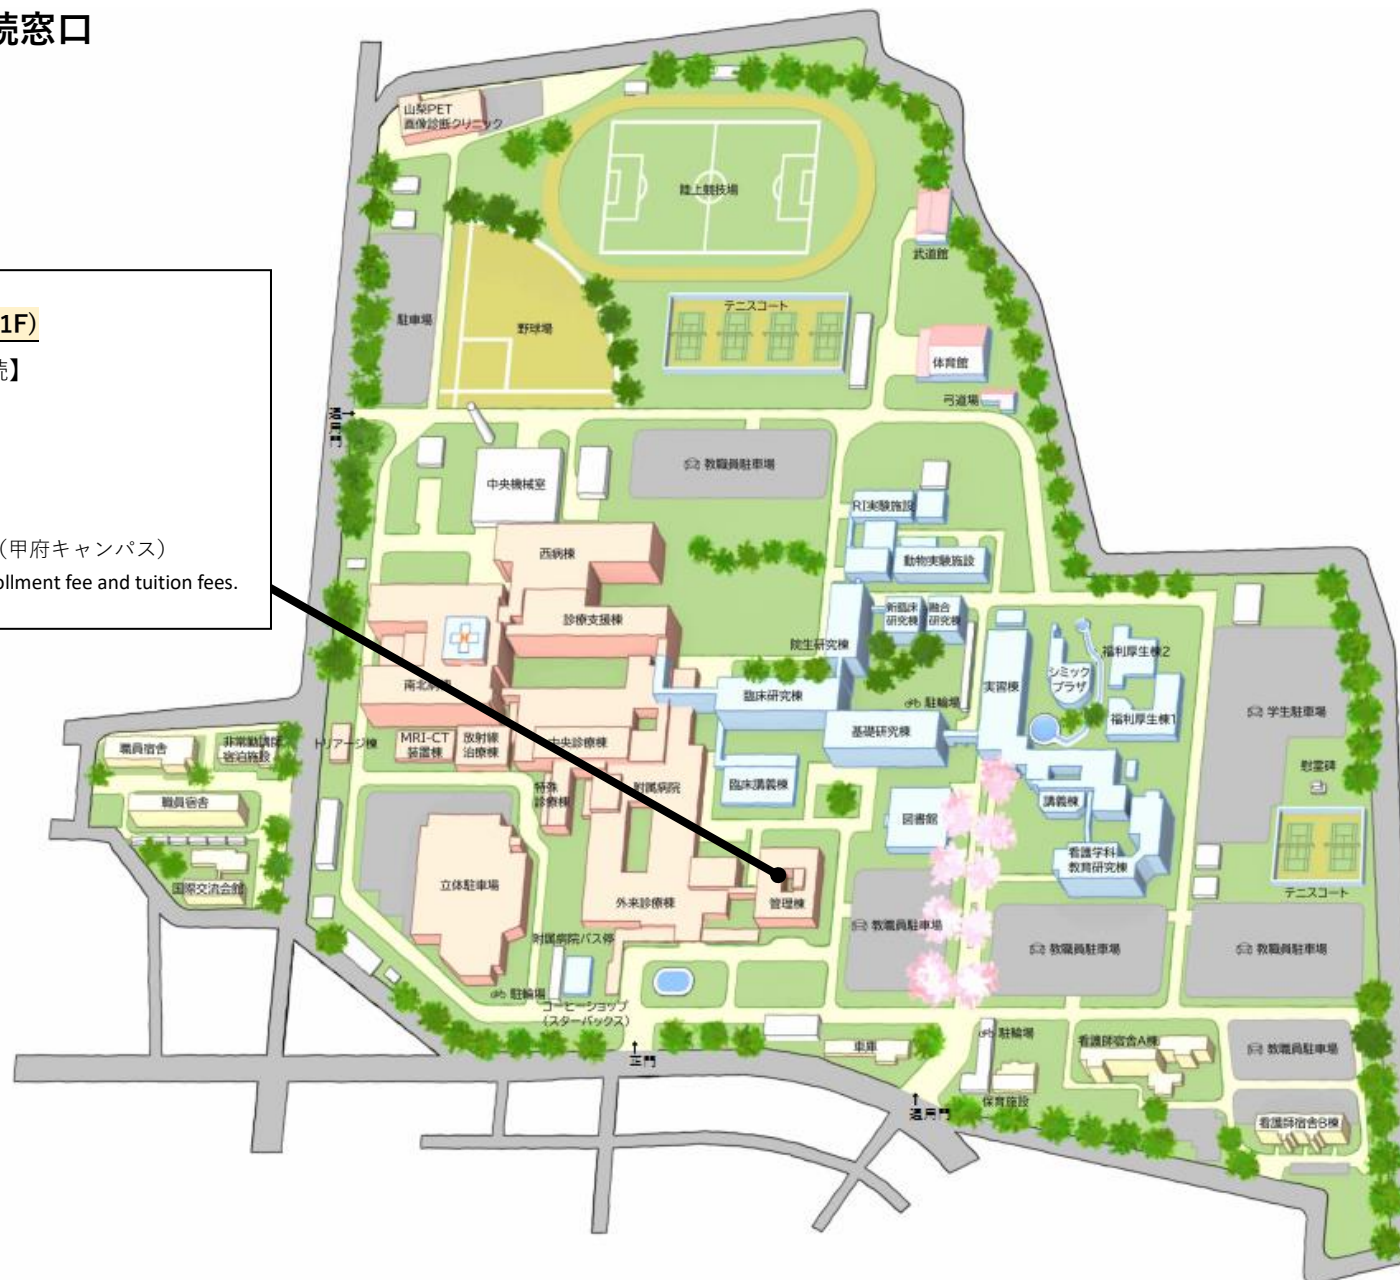 続窓口
山梨PET
画像診断クリニック
陸上競技場
武道館
1F)
続】
駐車場
野球場
テニスコート
体育館
弓道場
通用門
中央機械室
教職員駐車場
RI実験施設
西病棟
動物実験施設
(甲府キャンパス)
ollment fee and tuition fees.
診療支援棟
新臨床
研究棟
融合
研究棟
院生研究棟
福利厚生棟2
シミック
プラザ
南北病棟
臨床研究棟
実習棟
駐輪場
福利厚生棟1
学生駐車場
基礎研究棟
職員宿舎
非常勤講師
宿泊施設
トリアージ棟
MRI-CT
装置棟
放射線
治療棟
中央診療棟
特殊
診療棟
附属病院
臨床講義棟
慰霊碑
職員宿舎
講義棟
図書館
看護学科
教育研究棟
国際交流会館
立体駐車場
外来診療棟
管理棟
テニスコート
教職員駐車場
教職員駐車場
教職員駐車場
附属病院バス停
駐輪場
コーヒーショップ
(スターバックス)
正門
車庫
駐輪場
看護師宿舎A棟
教職員駐車場
保育施設
通用門
看護師宿舎B棟